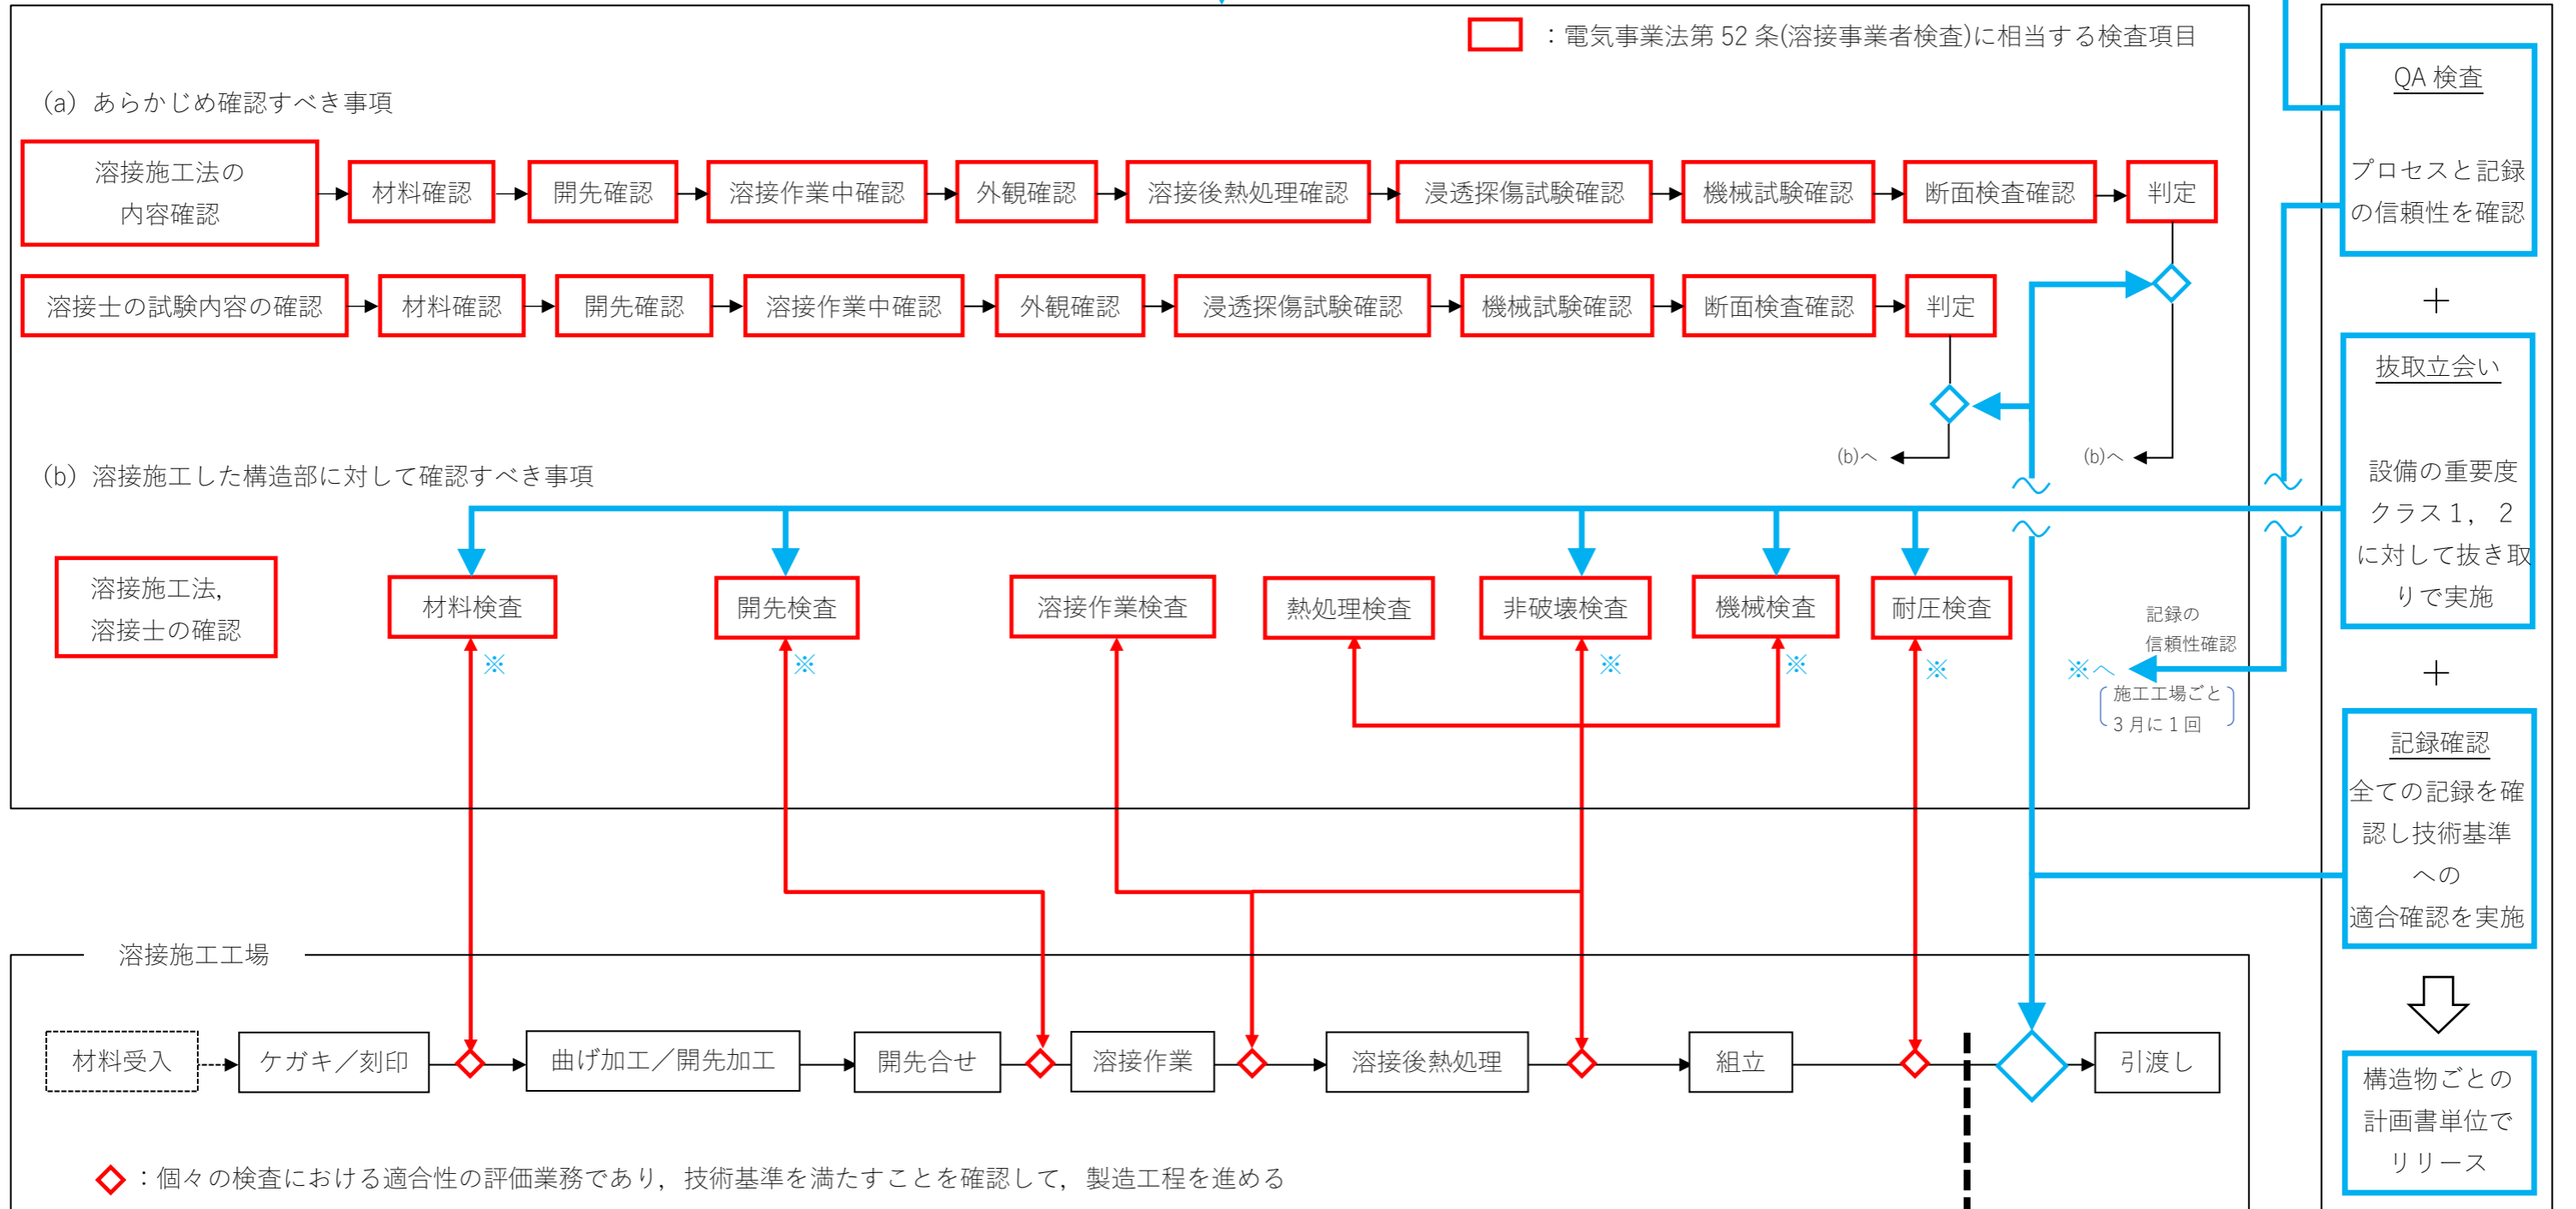 ：電気事業法第 52 条(溶接事業者検査)に相当する検査項目
(a) あらかじめ確認すべき事項
溶接施工法の
内容確認
材料確認
開先確認
溶接作業中確認
外観確認
溶接後熱処理確認
浸透探傷試験確認
機械試験確認
断面検査確認
判定
溶接士の試験内容の確認
材料確認
開先確認
溶接作業中確認
外観確認
浸透探傷試験確認
機械試験確認
断面検査確認
判定
(b)へ
(b)へ
(b) 溶接施工した構造部に対して確認すべき事項
溶接施工法,
溶接士の確認
材料検査
開先検査
溶接作業検査
熱処理検査
非破壊検査
機械検査
耐圧検査
※
※
※
※
※
記録の
信頼性確認
※へ
施工工場ごと
3 月に 1 回
溶接施工工場
材料受入
ケガキ／刻印
曲げ加工／開先加工
開先合せ
溶接作業
溶接後熱処理
組立
引渡し
：個々の検査における適合性の評価業務であり，技術基準を満たすことを確認して，製造工程を進める
QA 検査
プロセスと記録
の信頼性を確認
＋
抜取立会い
設備の重要度
クラス 1， 2
に対して抜き取
りで実施
＋
記録確認
全ての記録を確
認し技術基準
への
適合確認を実施
構造物ごとの
計画書単位で
リリース